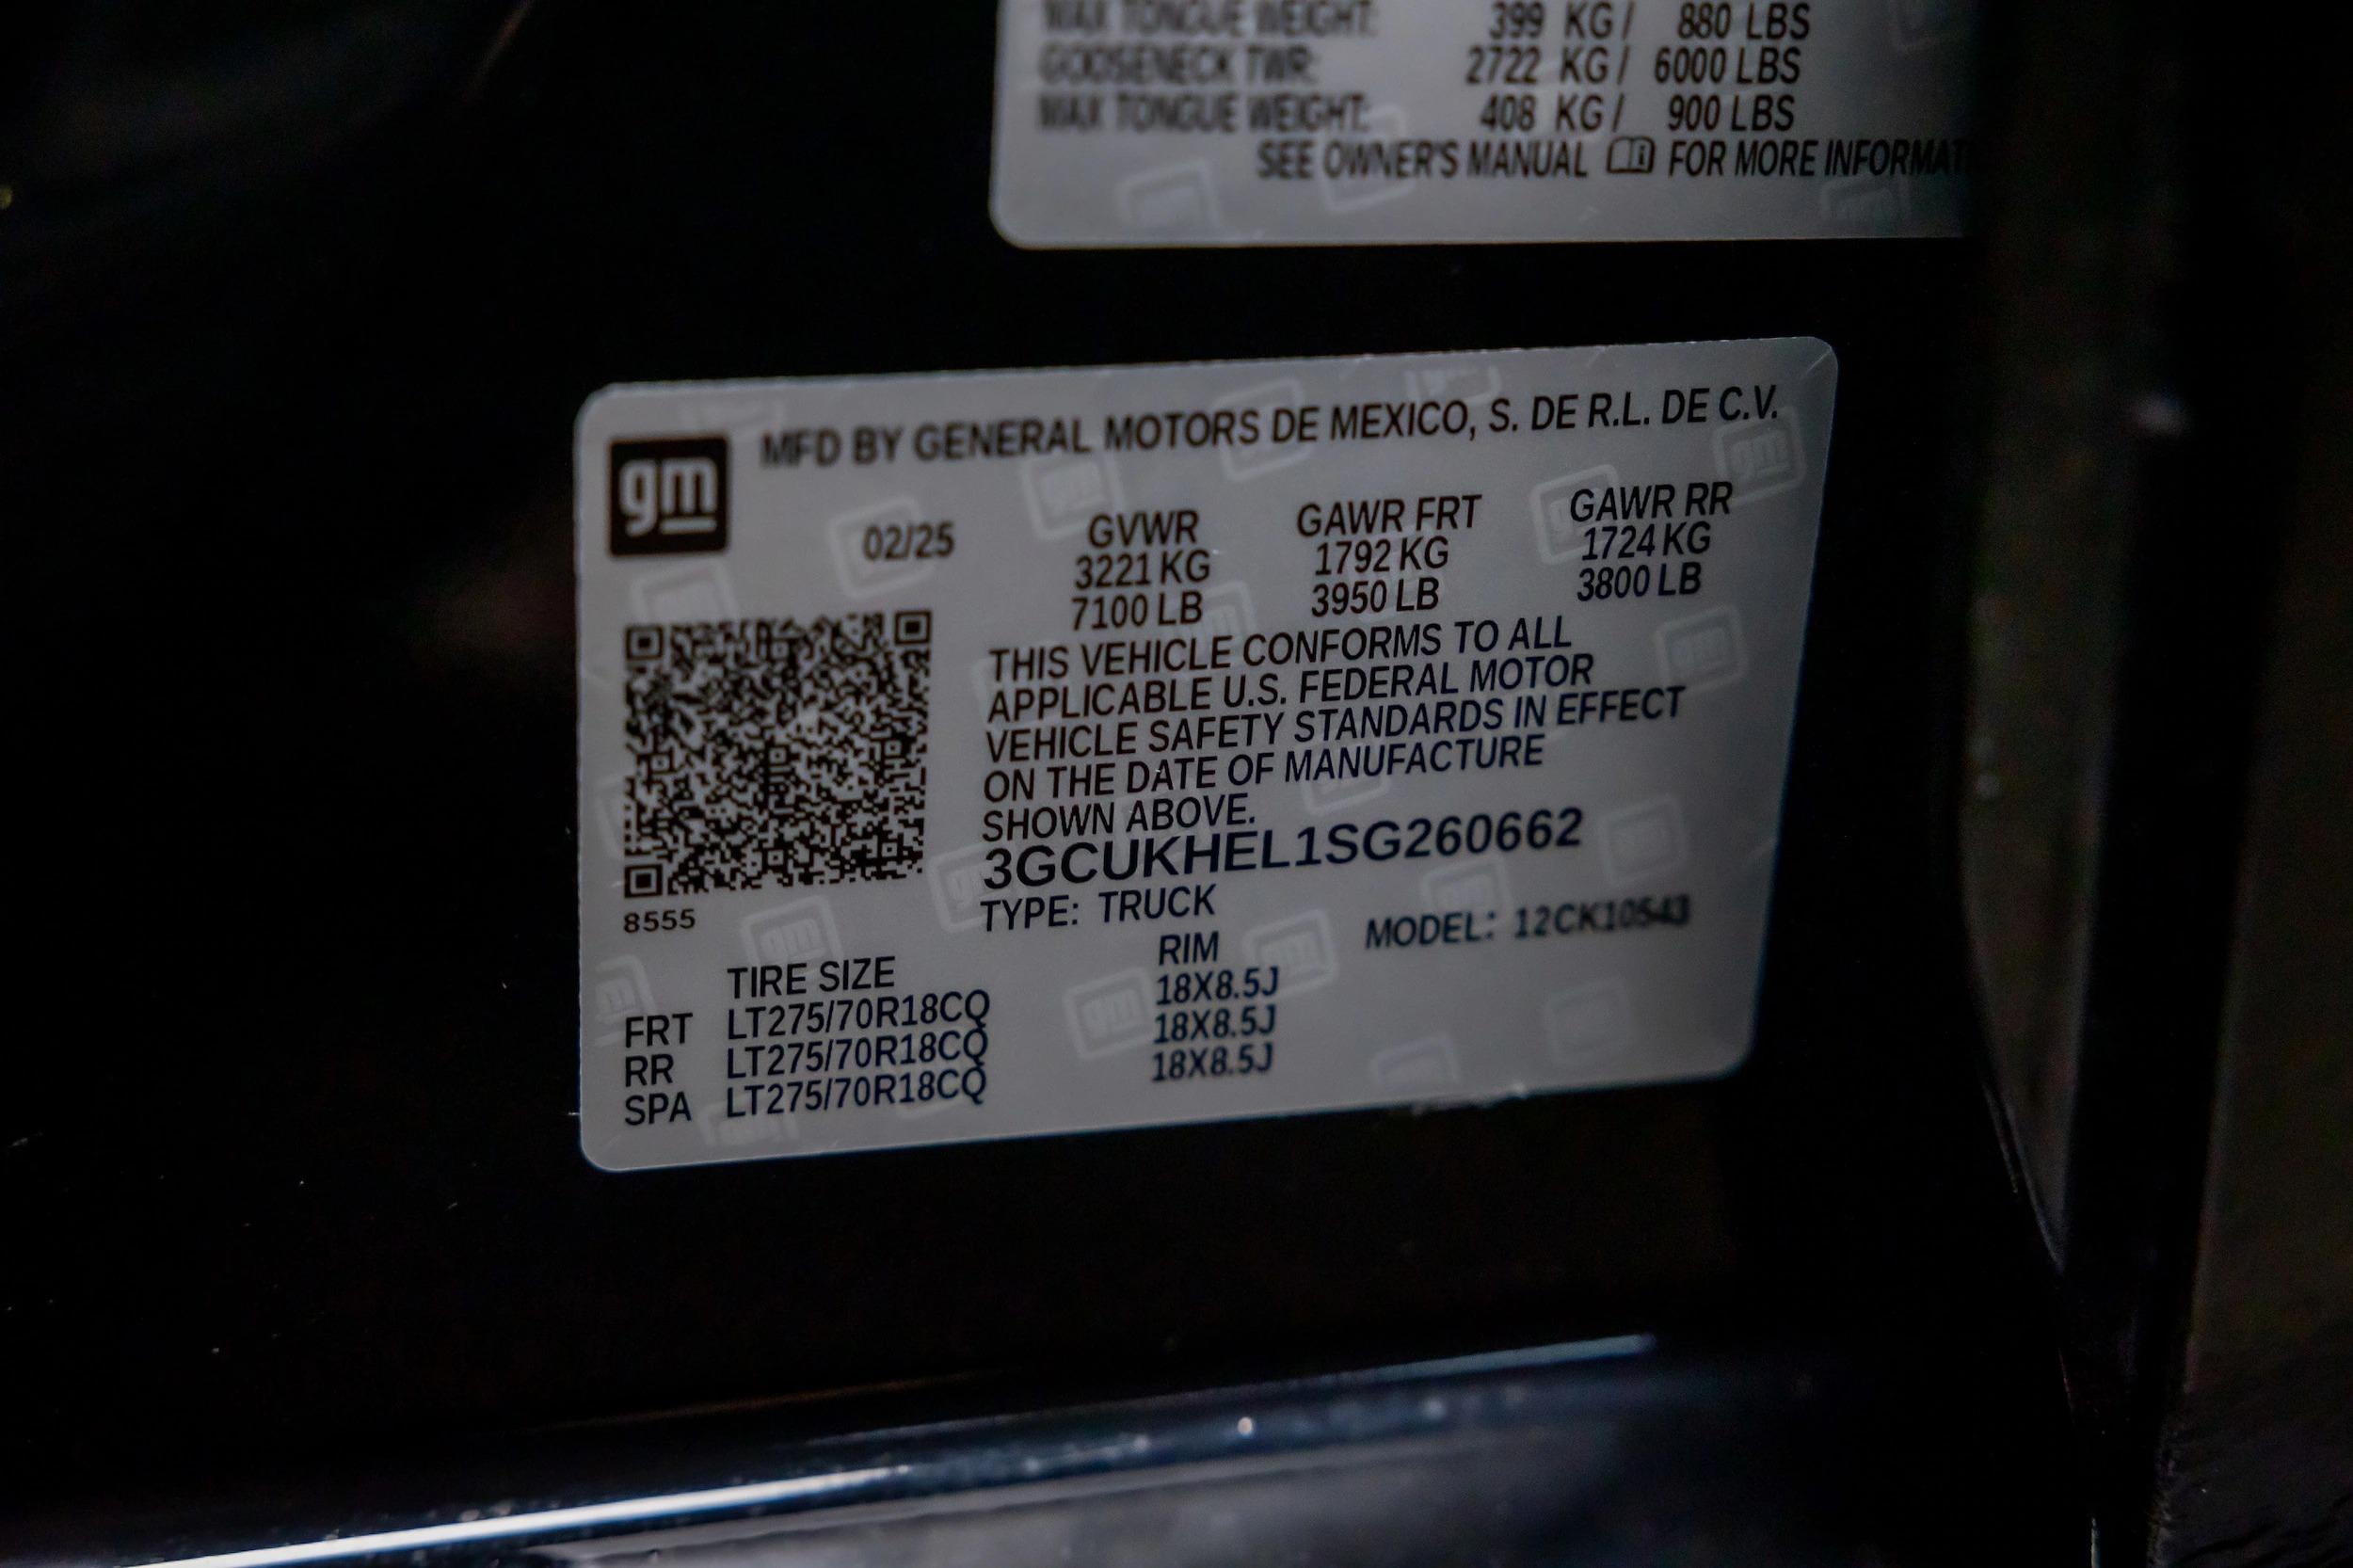 MAX TONGUE WEIGHT: 399 KG / 880 LBS
GOOSENECK TWR: 2722 KG / 6000 LBS
MAX TONGUE WEIGHT: 408 KG / 900 LBS
SEE OWNER'S MANUAL FOR MORE INFORMAT
gm
MFD BY GENERAL MOTORS DE MEXICO, S. DE R.L. DE C.V.
02/25 GVWR GAWR FRT GAWR RR
3221 KG 1792 KG 1724 KG
7100 LB 3950 LB 3800 LB
THIS VEHICLE CONFORMS TO ALL
APPLICABLE U.S. FEDERAL MOTOR
VEHICLE SAFETY STANDARDS IN EFFECT
ON THE DATE OF MANUFACTURE
SHOWN ABOVE.
3GCUKHEL1SG260662
8555
TYPE: TRUCK
MODEL: 12CK10543
TIRE SIZE RIM
FRT LT275/70R18CQ 18X8.5J
RR LT275/70R18CQ 18X8.5J
SPA LT275/70R18CQ 18X8.5J